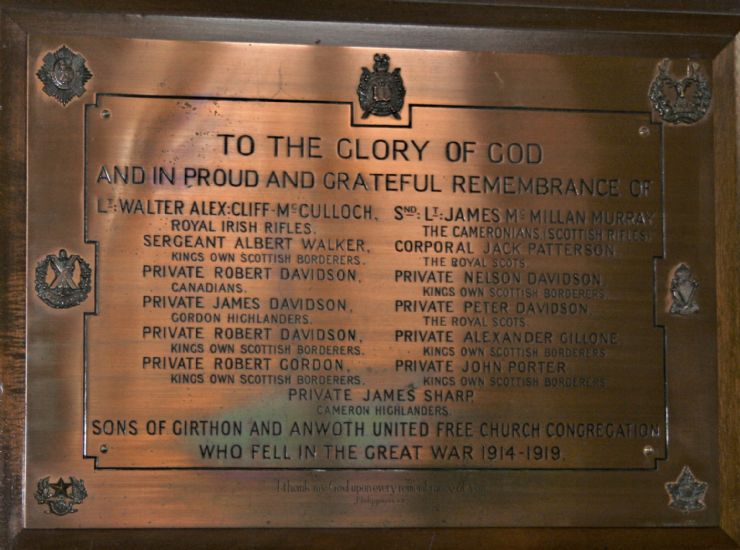 TO THE GLORY OF GOD
AND IN PROUD AND GRATEFUL REMEMBRANCE OF
LT: WALTER ALEX: CLIFF-McCULLOCH,
ROYAL IRISH RIFLES.
SERGEANT ALBERT WALKER,
KINGS OWN SCOTTISH BORDERERS.
PRIVATE ROBERT DAVIDSON,
CANADIANS.
PRIVATE JAMES DAVIDSON,
GORDON HIGHLANDERS.
PRIVATE ROBERT DAVIDSON,
KINGS OWN SCOTTISH BORDERERS.
PRIVATE ROBERT GORDON,
KINGS OWN SCOTTISH BORDERERS.
SND: LT: JAMES McMILLAN MURRAY
THE CAMERONIANS, (SCOTTISH RIFLES).
CORPORAL JACK PATTERSON,
THE ROYAL SCOTS.
PRIVATE NELSON DAVIDSON,
KINGS OWN SCOTTISH BORDERERS.
PRIVATE PETER DAVIDSON,
THE ROYAL SCOTS.
PRIVATE ALEXANDER GILLONE,
KINGS OWN SCOTTISH BORDERERS
PRIVATE JOHN PORTER
KINGS OWN SCOTTISH BORDERERS.
PRIVATE JAMES SHARP,
CAMERON HIGHLANDERS.
SONS OF GIRTHON AND ANWOTH UNITED FREE CHURCH CONGREGATION
WHO FELL IN THE GREAT WAR 1914-1919.
I thank my God upon every remembrance of